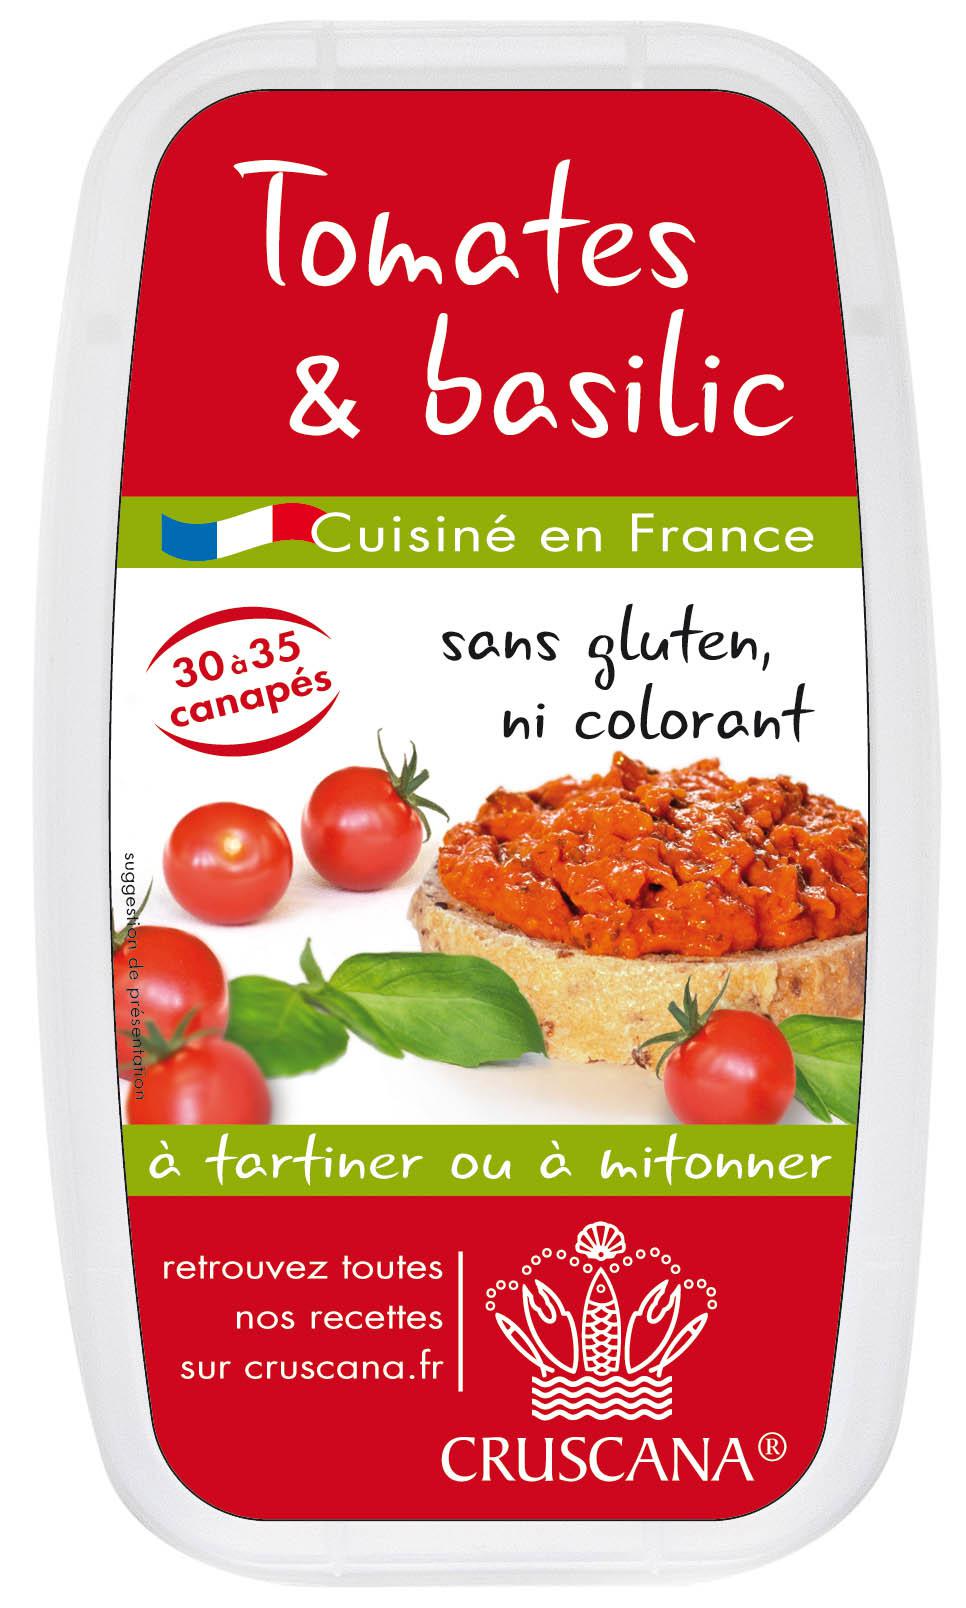 Tomates
& basilic
Cuisiné en France
30 à 35
canapés
sans gluten,
ni colorant
suggestion de présentation
à tartiner ou à mitonner
retrouvez toutes
nos recettes
sur cruscana.fr
CRUSCANA®